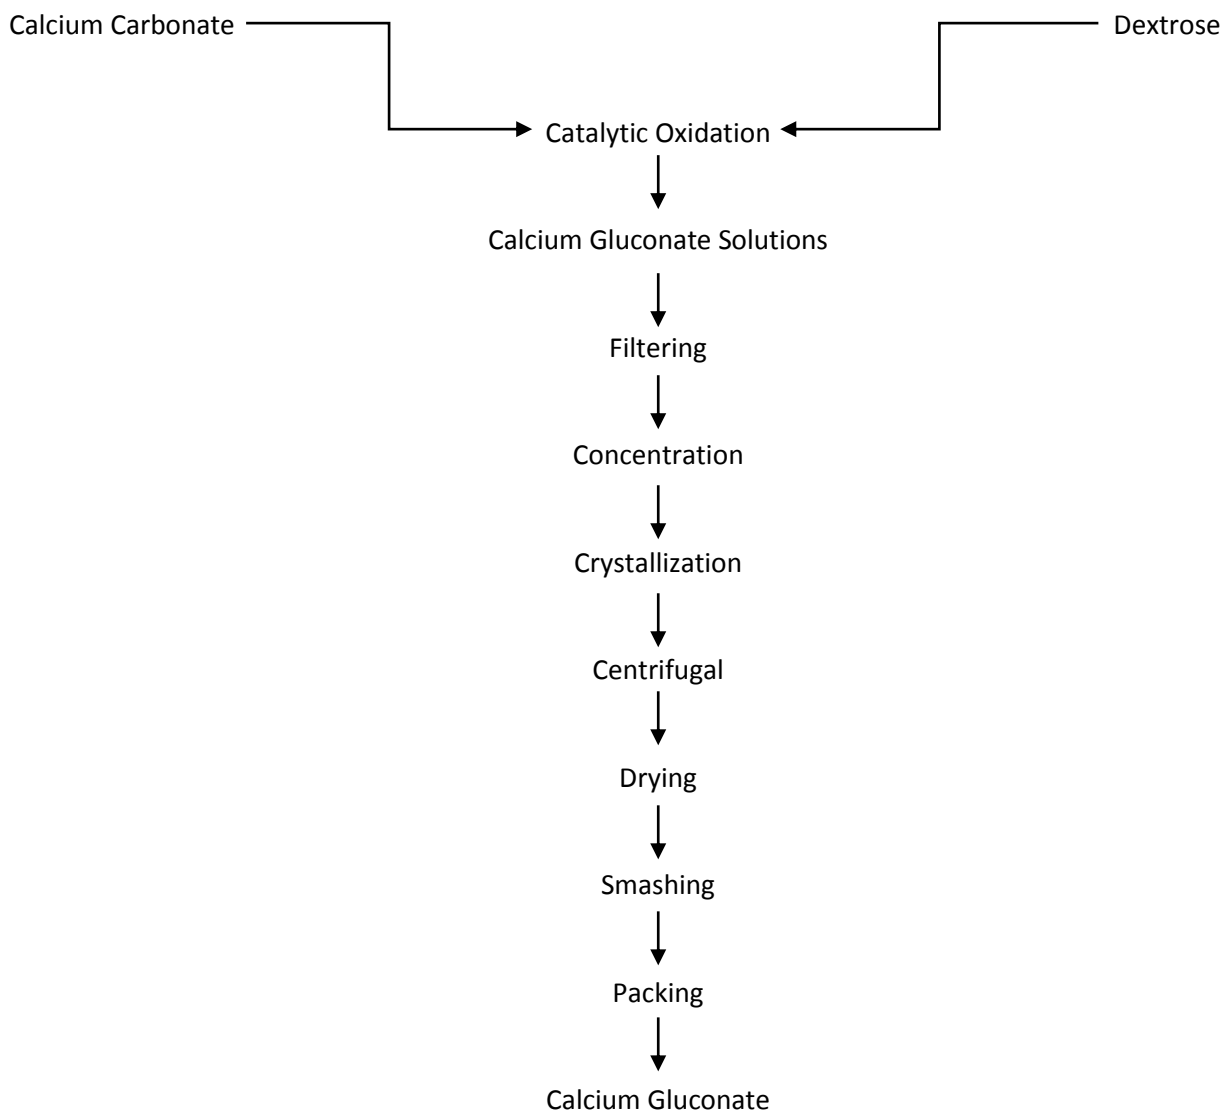 Calcium Carbonate
Dextrose
Catalytic Oxidation
Calcium Gluconate Solutions
Filtering
Concentration
Crystallization
Centrifugal
Drying
Smashing
Packing
Calcium Gluconate